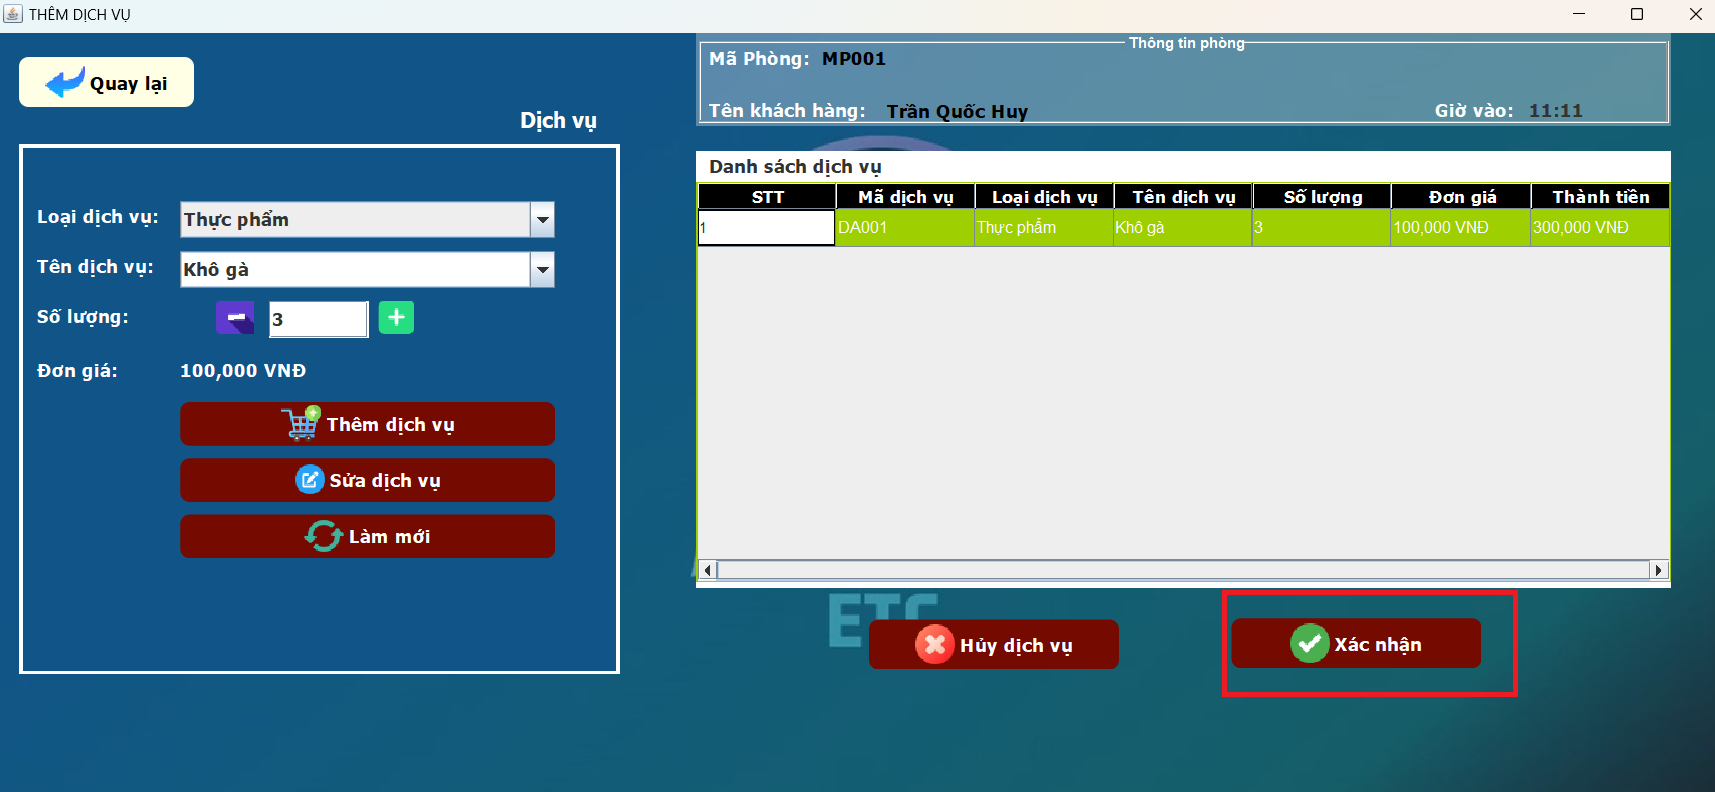 THÊM DỊCH VỤ
Quay lại
Dịch vụ
Loại dịch vụ: Thực phẩm
Tên dịch vụ: Khô gà
Số lượng: 3
Đơn giá: 100,000 VNĐ
Thêm dịch vụ
Sửa dịch vụ
Làm mới
Thông tin phòng
Mã Phòng: MP001
Tên khách hàng: Trần Quốc Huy Giờ vào: 11:11
Danh sách dịch vụ
STT Mã dịch vụ Loại dịch vụ Tên dịch vụ Số lượng Đơn giá Thành tiền
1 DA001 Thực phẩm Khô gà 3 100,000 VNĐ 300,000 VNĐ
Hủy dịch vụ
Xác nhận